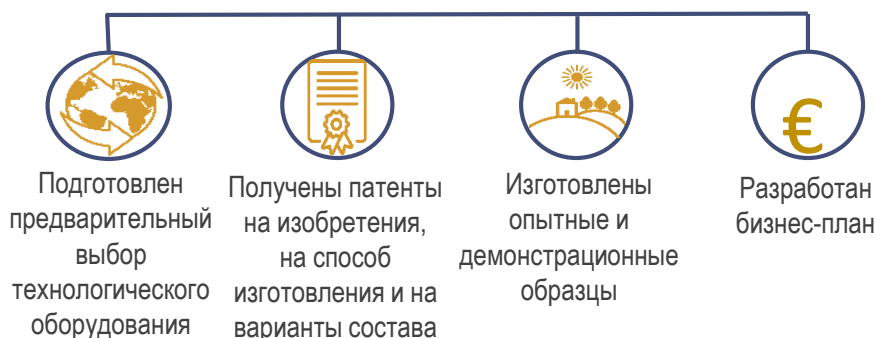 €
Подготовлен
предварительный
выбор
технологического
оборудования
Получены патенты
на изобретения,
на способ
изготовления и на
варианты состава
Изготовлены
опытные и
демонстрационные
образцы
Разработан
бизнес-план